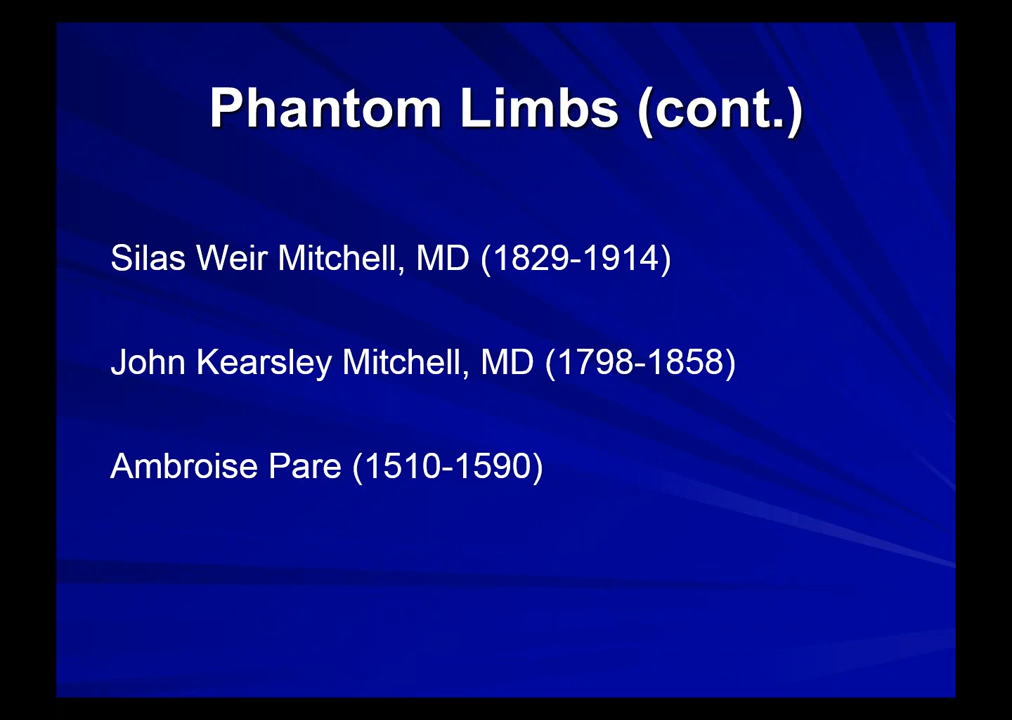 Phantom Limbs (cont.)
Silas Weir Mitchell, MD (1829-1914)
John Kearsley Mitchell, MD (1798-1858)
Ambroise Pare (1510-1590)